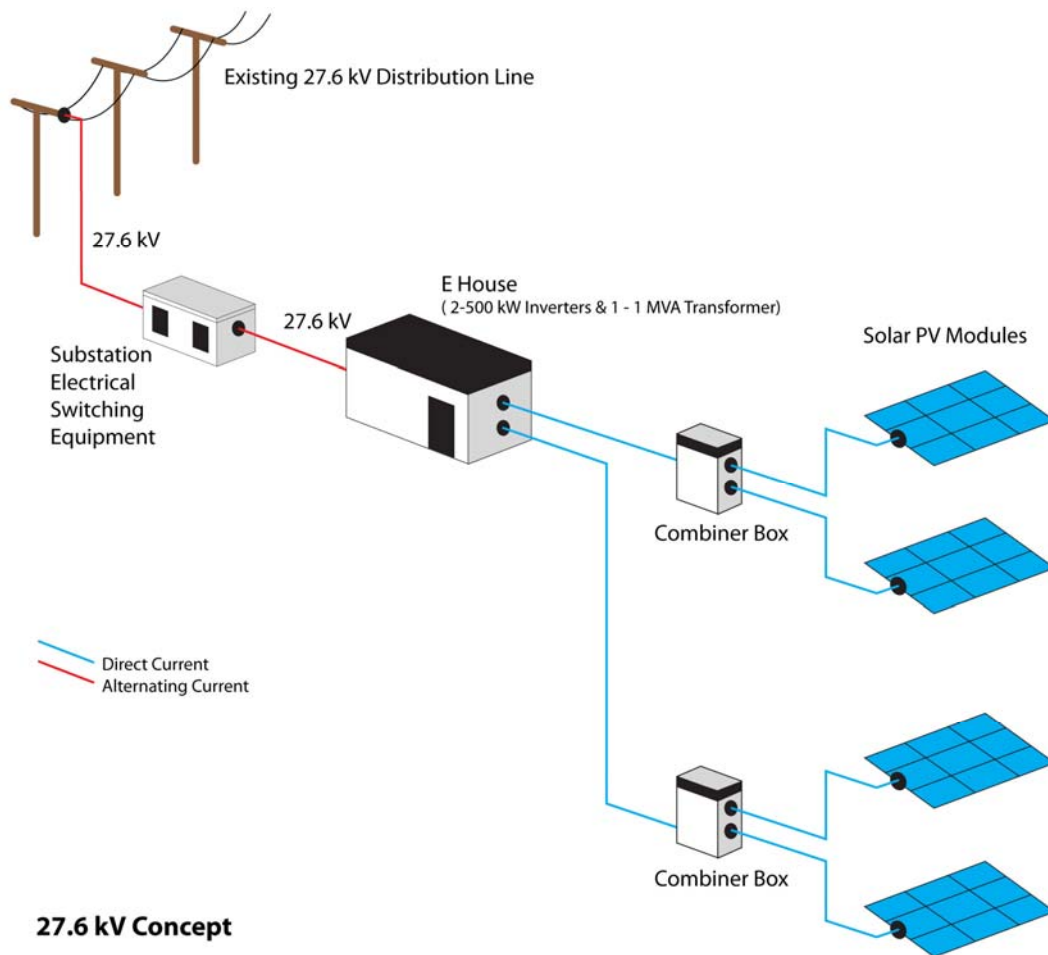 Existing 27.6 kV Distribution Line
27.6 kV
E House
( 2-500 kW Inverters & 1 - 1 MVA Transformer)
27.6 kV
Solar PV Modules
Substation
Electrical
Switching
Equipment
Combiner Box
Direct Current
Alternating Current
Combiner Box
27.6 kV Concept